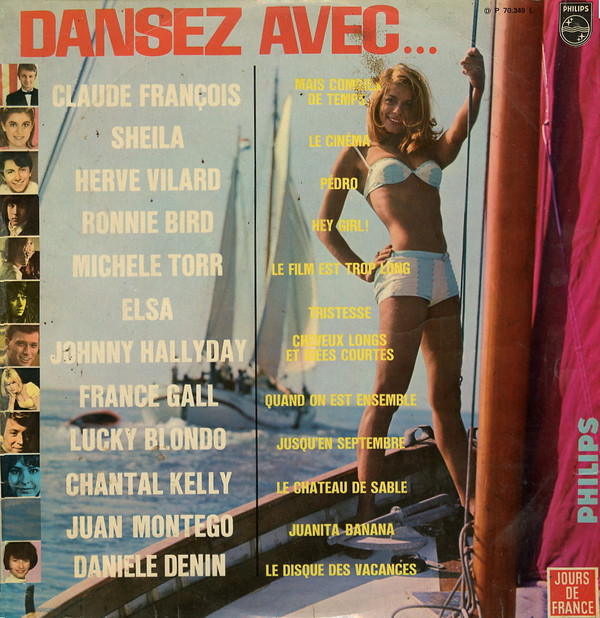 DANSEZ AVEC...
℗ P 70.349 L
PHILIPS
CLAUDE FRANÇOIS
MAIS COMBIEN
DE TEMPS
SHEILA
LE CINÉMA
HERVE VILARD
PEDRO
RONNIE BIRD
HEY GIRL!
MICHELE TORR
LE FILM EST TROP LONG
ELSA
TRISTESSE
JOHNNY HALLYDAY
CHEVEUX LONGS
ET IDÉES COURTES
FRANCE GALL
QUAND ON EST ENSEMBLE
LUCKY BLONDO
JUSQU'EN SEPTEMBRE
CHANTAL KELLY
LE CHATEAU DE SABLE
JUAN MONTEGO
JUANITA BANANA
DANIELE DENIN
LE DISQUE DES VACANCES
PHILIPS
JOURS
DE FRANCE